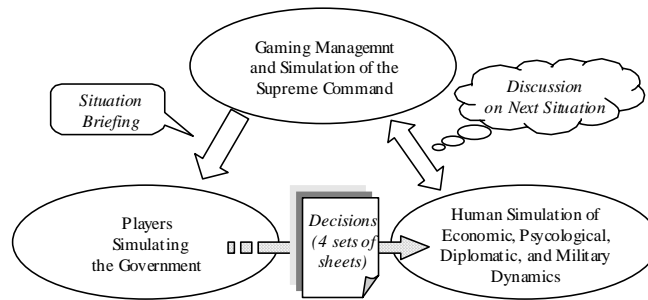 Gaming Managemnt
and Simulation of the
Supreme Command
Situation
Briefing
Discussion
on Next Situation
Players
Simulating
the Government
Decisions
(4 sets of
sheets)
Human Simulation of
Economic, Psycological,
Diplomatic, and Military
Dynamics